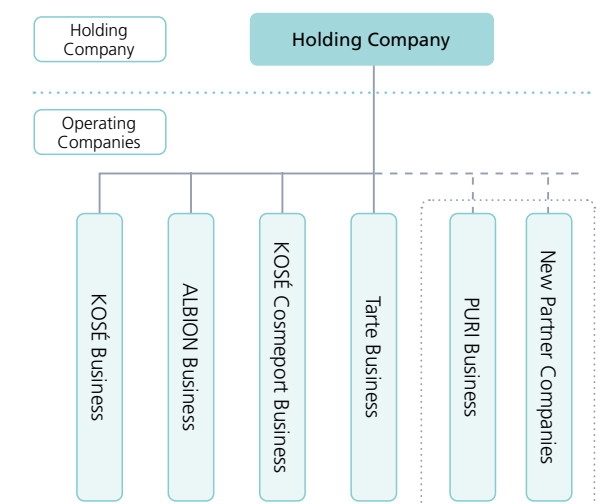 Holding
Company
Holding Company
Operating
Companies
KOSÉ Business
ALBION Business
KOSÉ Cosmeport Business
Tarte Business
PURI Business
New Partner Companies